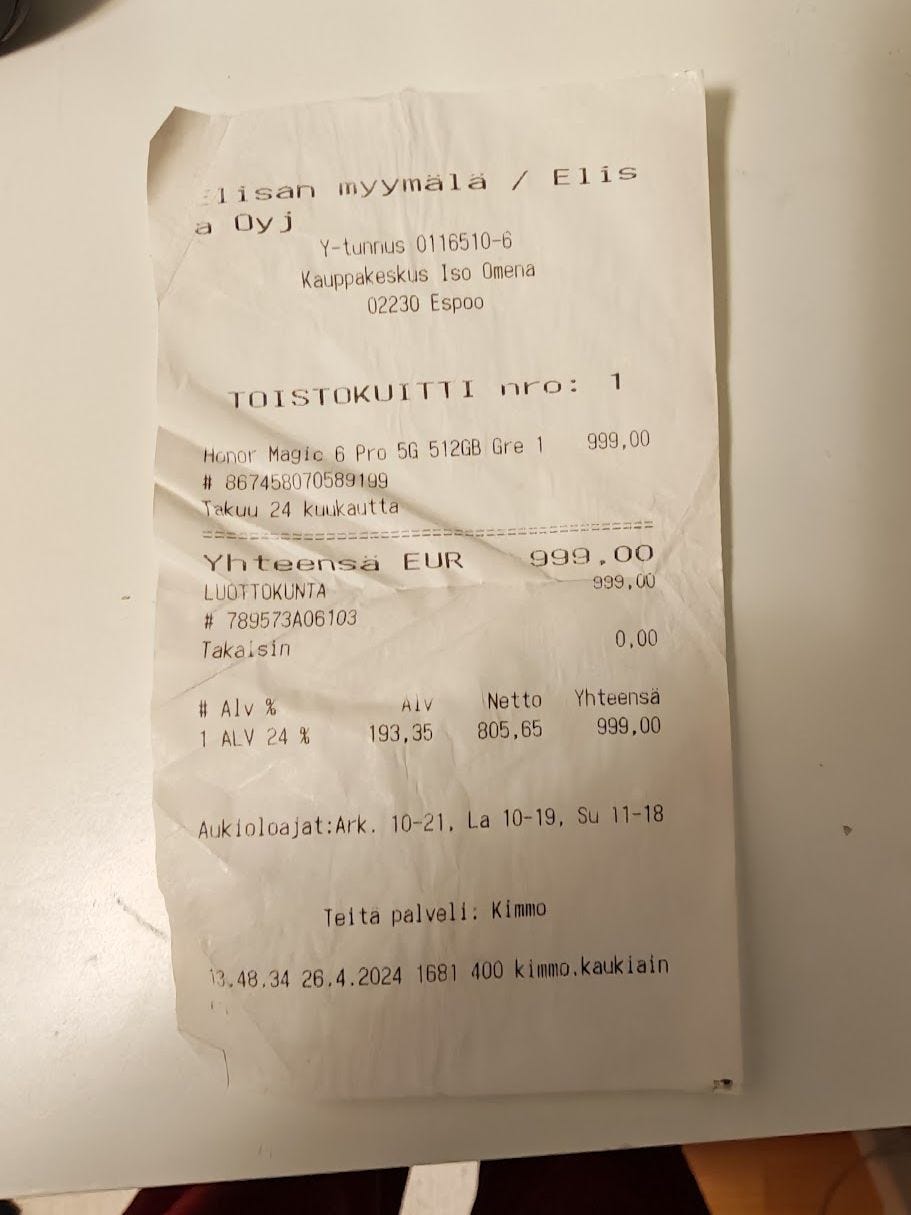 Elisan myymälä / Elis
a Oyj
Y-tunnus 0116510-6
Kauppakeskus Iso Omena
02230 Espoo
TOISTOKUITTI nro: 1
Honor Magic 6 Pro 5G 512GB Gre 1 999,00
# 867458070589199
Takuu 24 kuukautta
Yhteensä EUR 999,00
LUOTTOKUNTA 999,00
# 789573A06103
Takaisin 0,00
# Alv % Alv Netto Yhteensä
1 ALV 24 % 193,35 805,65 999,00
Aukioloajat:Ark. 10-21, La 10-19, Su 11-18
Teitä palveli: Kimmo
13.48.34 26.4.2024 1681 400 kimmo.kaukiain